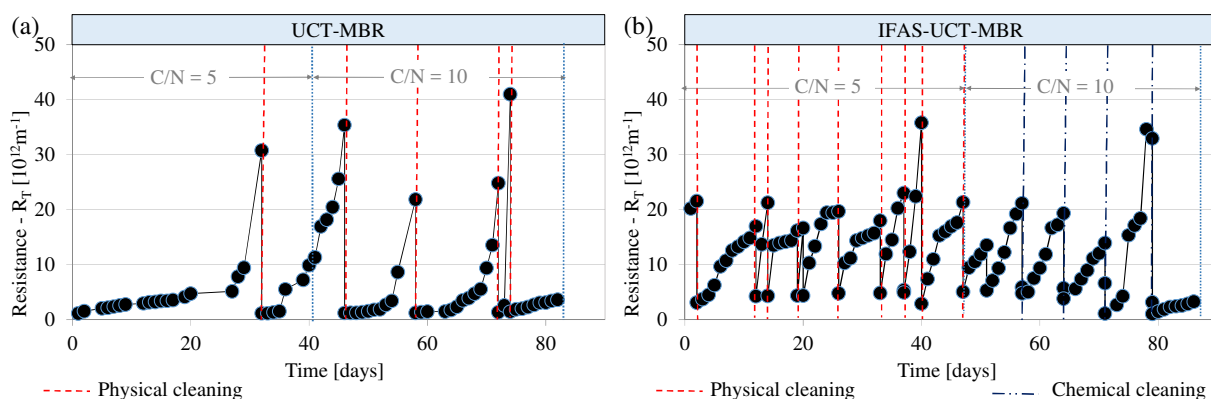 (a)
UCT-MBR
50
40
30
20
10
0
Resistance - R_T [10^12 m^-1]
C/N = 5
C/N = 10
0
20
40
60
80
Time [days]
Physical cleaning
(b)
IFAS-UCT-MBR
50
40
30
20
10
0
Resistance - R_T [10^12 m^-1]
C/N = 5
C/N = 10
0
20
40
60
80
Time [days]
Physical cleaning
Chemical cleaning